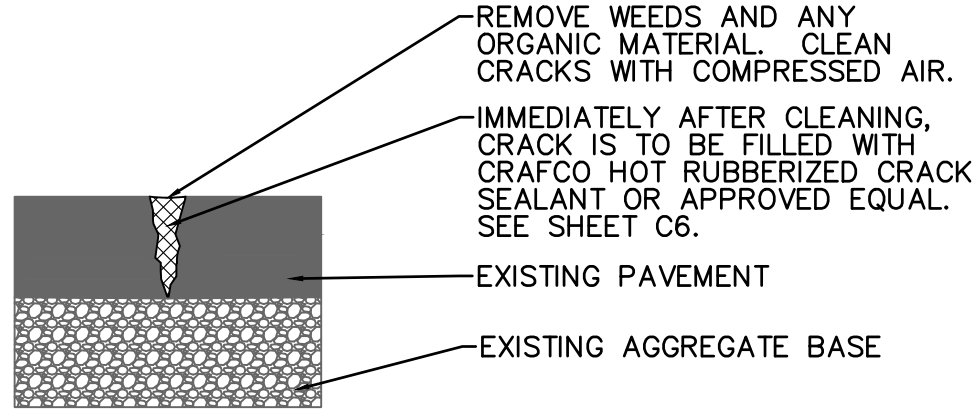 REMOVE WEEDS AND ANY
ORGANIC MATERIAL. CLEAN
CRACKS WITH COMPRESSED AIR.
IMMEDIATELY AFTER CLEANING,
CRACK IS TO BE FILLED WITH
CRAFCO HOT RUBBERIZED CRACK
SEALANT OR APPROVED EQUAL.
SEE SHEET C6.
EXISTING PAVEMENT
EXISTING AGGREGATE BASE